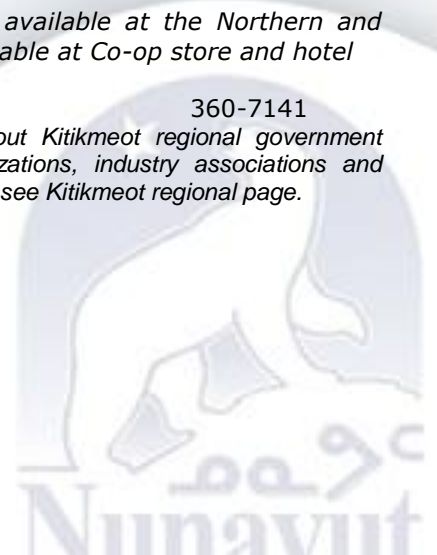 available at the Northern and
able at Co-op store and hotel
360-7141
out Kitikmeot regional government
zations, industry associations and
see Kitikmeot regional page.
ᓄᓇᕗᑦ
Nunavut